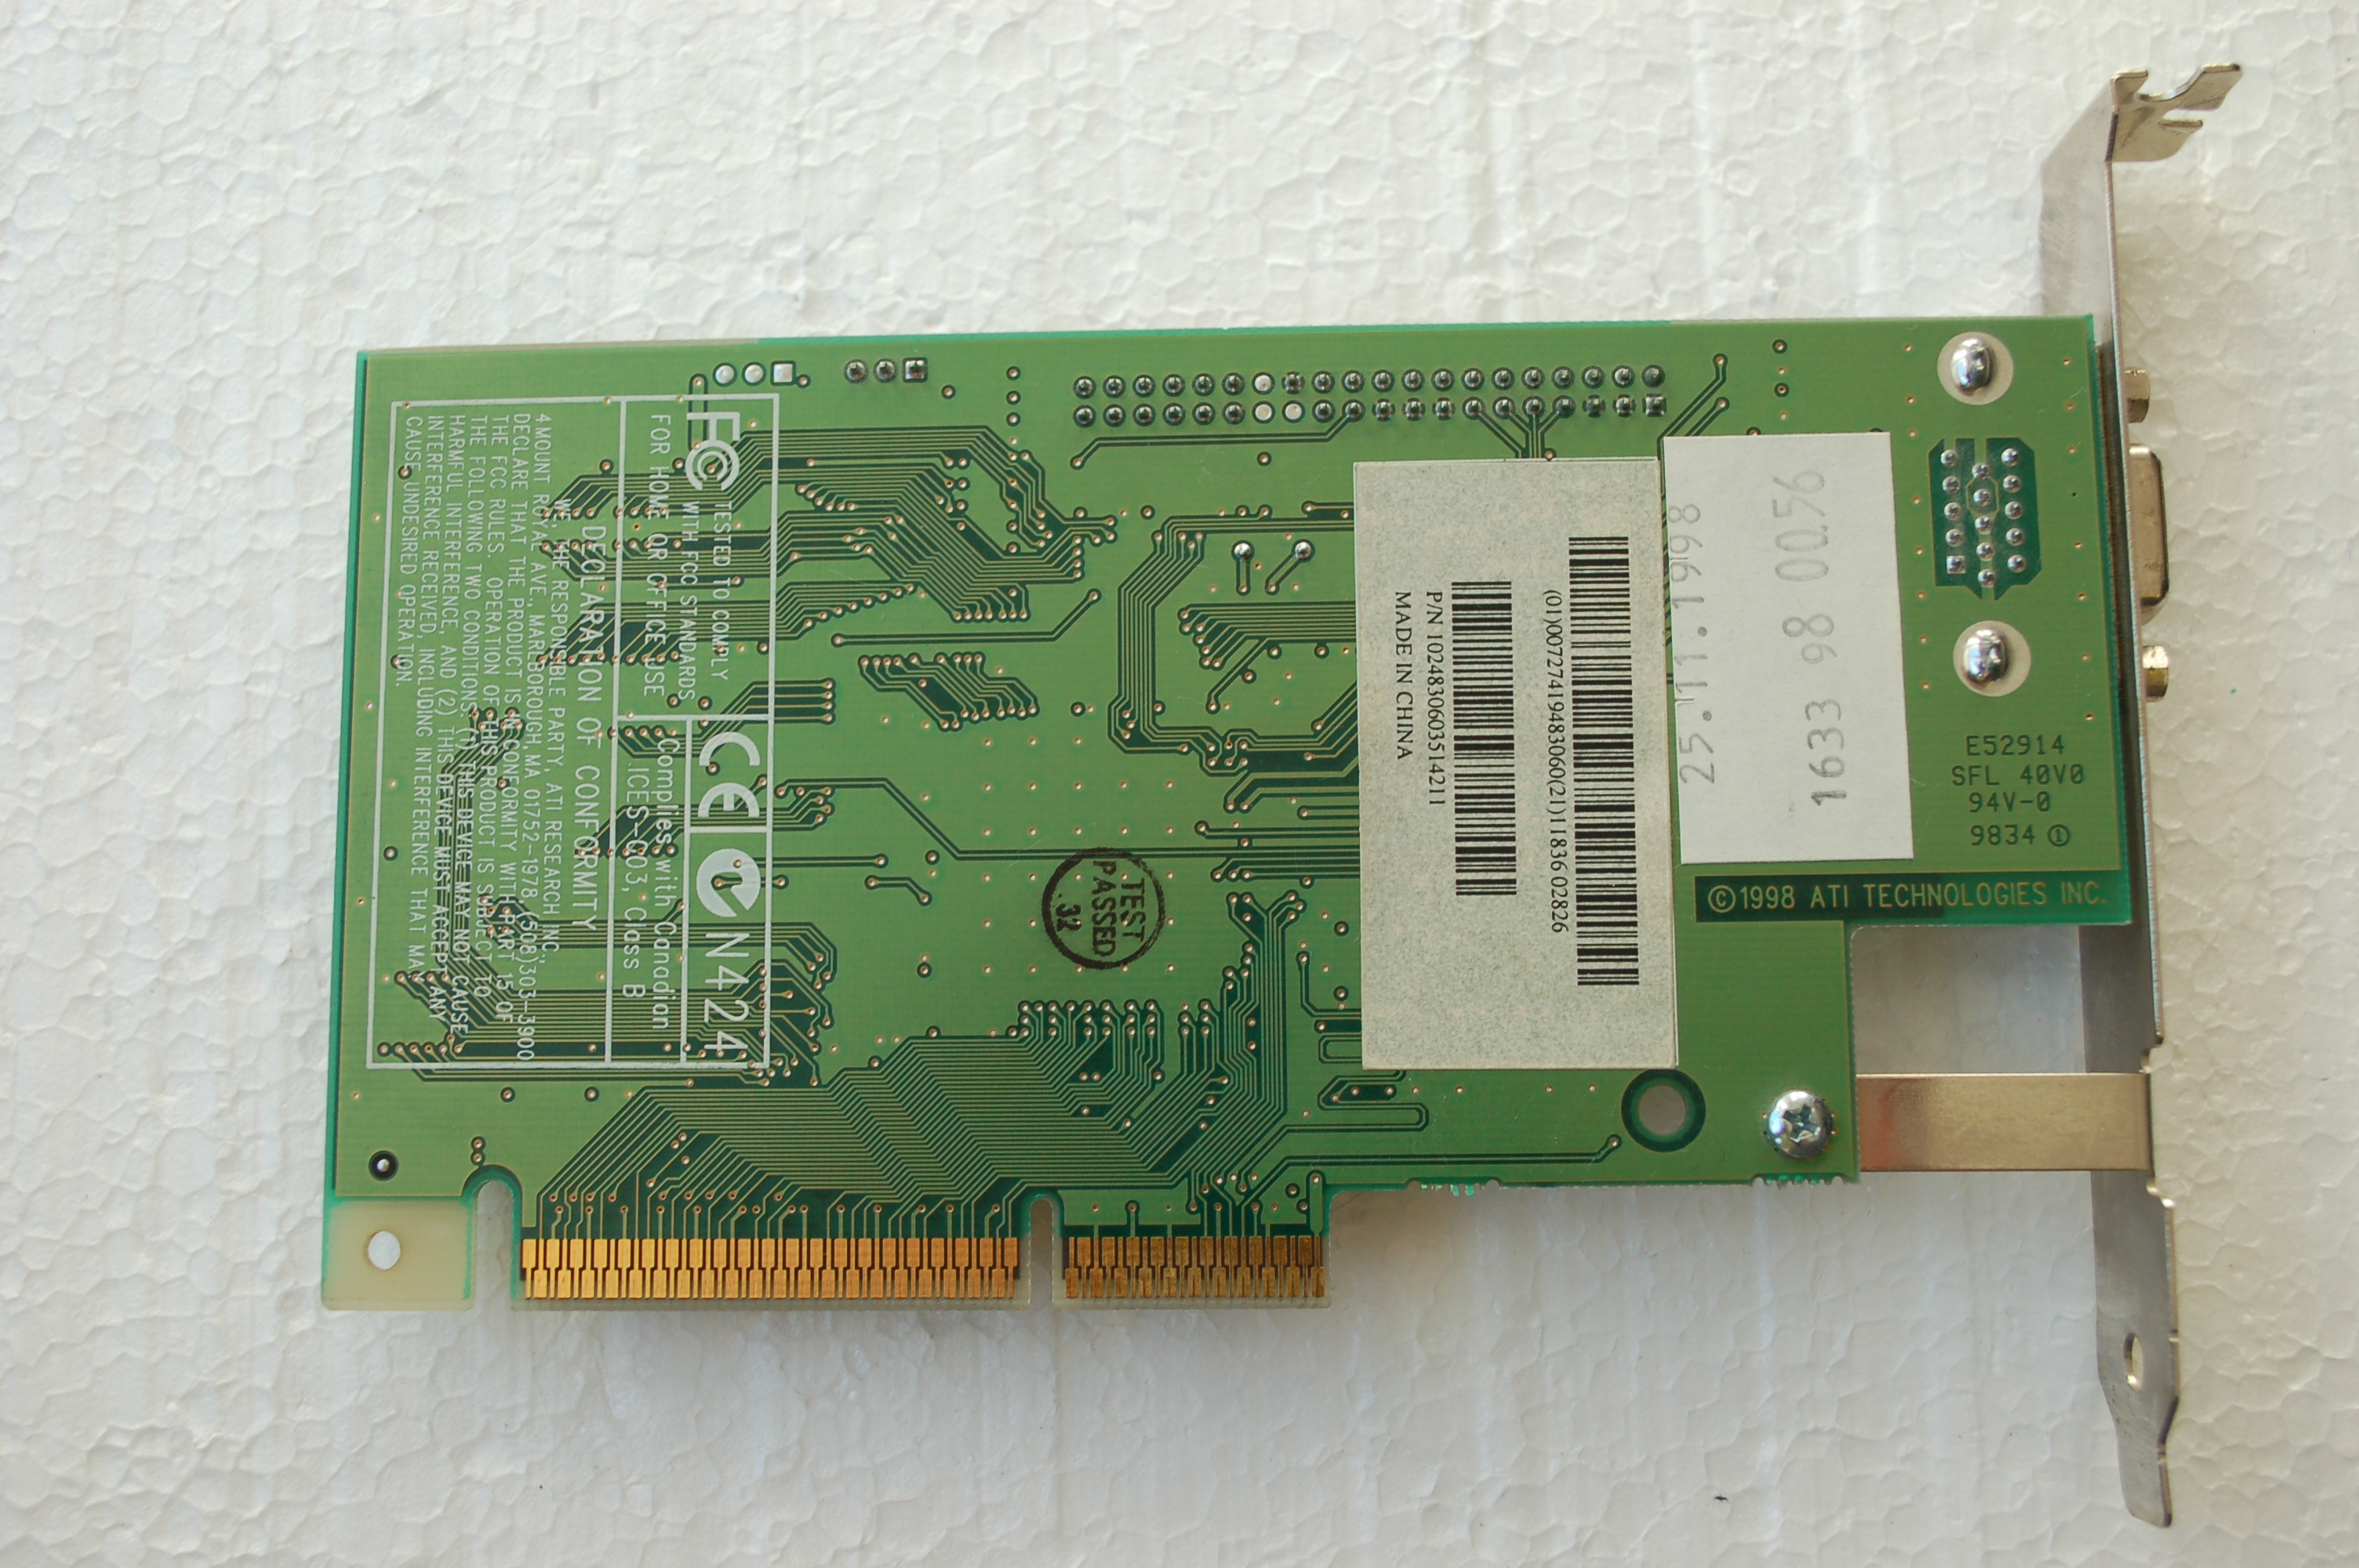 FC
TESTED TO COMPLY
WITH FCC STANDARDS
FOR HOME OR OFFICE USE
CE
N424
Complies with Canadian
ICES-003, Class B
DECLARATION OF CONFORMITY
WE, THE RESPONSIBLE PARTY, ATI RESEARCH INC.,
4 MOUNT ROYAL AVE., MARLBOROUGH, MA, 01752-1978 (508)303-3900
DECLARE THAT THE PRODUCT IS IN CONFORMITY WITH PART 15 OF
THE FCC RULES. OPERATION OF THIS PRODUCT IS SUBJECT TO
THE FOLLOWING TWO CONDITIONS: (1) THIS DEVICE MAY NOT CAUSE
HARMFUL INTERFERENCE, AND (2) THIS DEVICE MUST ACCEPT ANY
INTERFERENCE RECEIVED, INCLUDING INTERFERENCE THAT MAY
CAUSE UNDESIRED OPERATION.
TEST
PASSED
32
(01)00727419483060(21)1183602826
P/N 1024830603514211
MADE IN CHINA
1633 98 0056
25.11.1998
E52914
SFL 40V0
94V-0
9834 1
©1998 ATI TECHNOLOGIES INC.